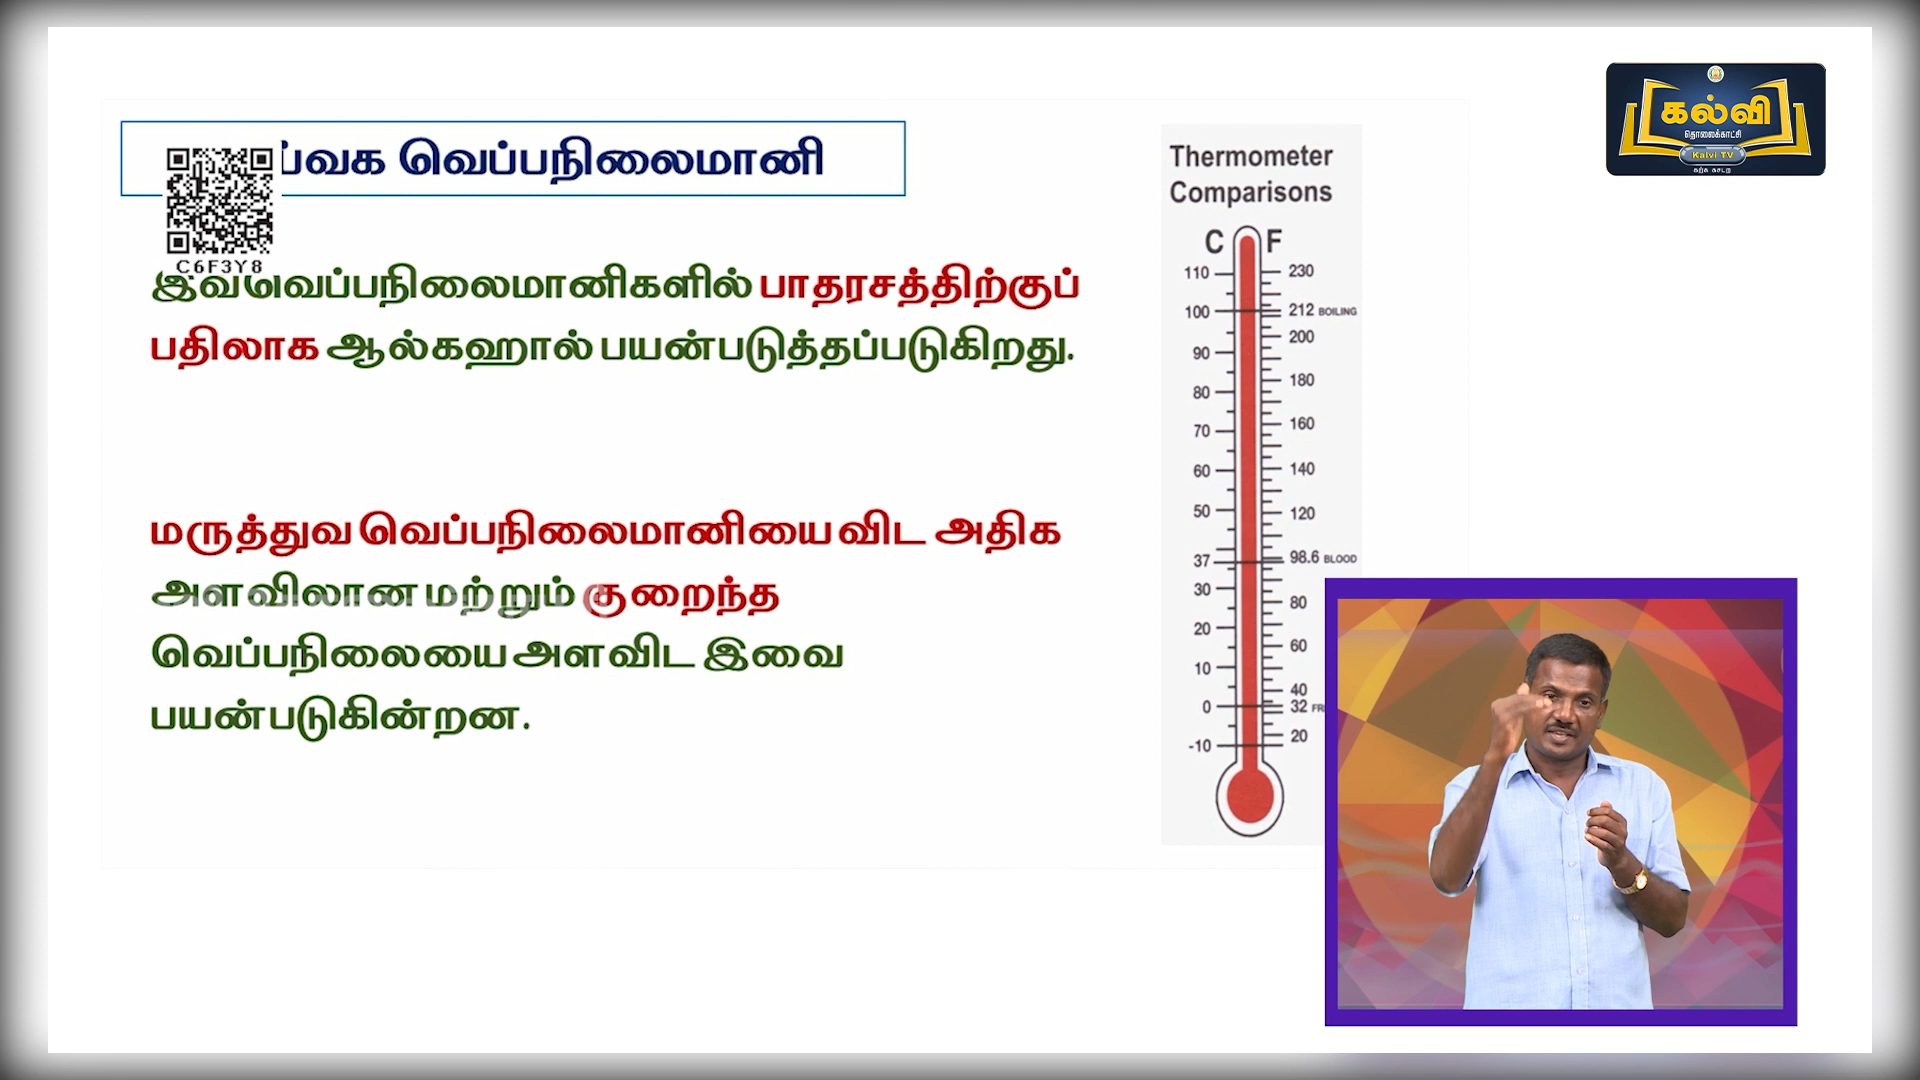 வெப்பநிலைமானி
C6F3Y8
இவ்வெப்பநிலைமானிகளில் பாதரசத்திற்குப்
பதிலாக ஆல்கஹால் பயன்படுத்தப்படுகிறது.
மருத்துவ வெப்பநிலைமானியை விட அதிக
அளவிலான மற்றும் குறைந்த
வெப்பநிலையை அளவிட இவை
பயன்படுகின்றன.
Thermometer
Comparisons
C F
110 230
100 212 BOILING
200
90
180
80
70 160
60 140
50 120
37 98.6 BLOOD
30 80
20 60
10 40
0 32
20
-10
கல்வி
தொலைக்காட்சி
Kalvi TV
கற்க கசடற